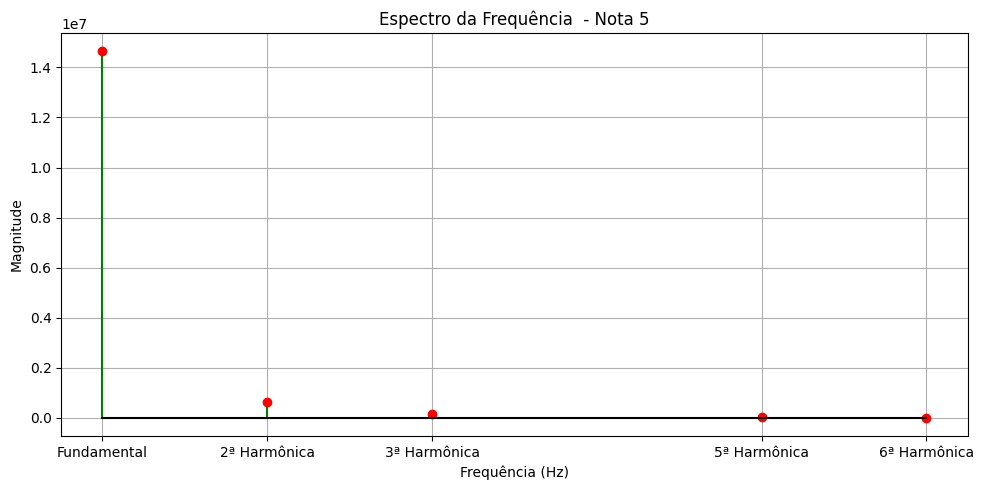 Espectro da Frequência  - Nota 5
1e7
1.4
1.2
1.0
0.8
0.6
0.4
0.2
0.0
Magnitude
Fundamental 2ª Harmônica 3ª Harmônica 5ª Harmônica 6ª Harmônica
Frequência (Hz)